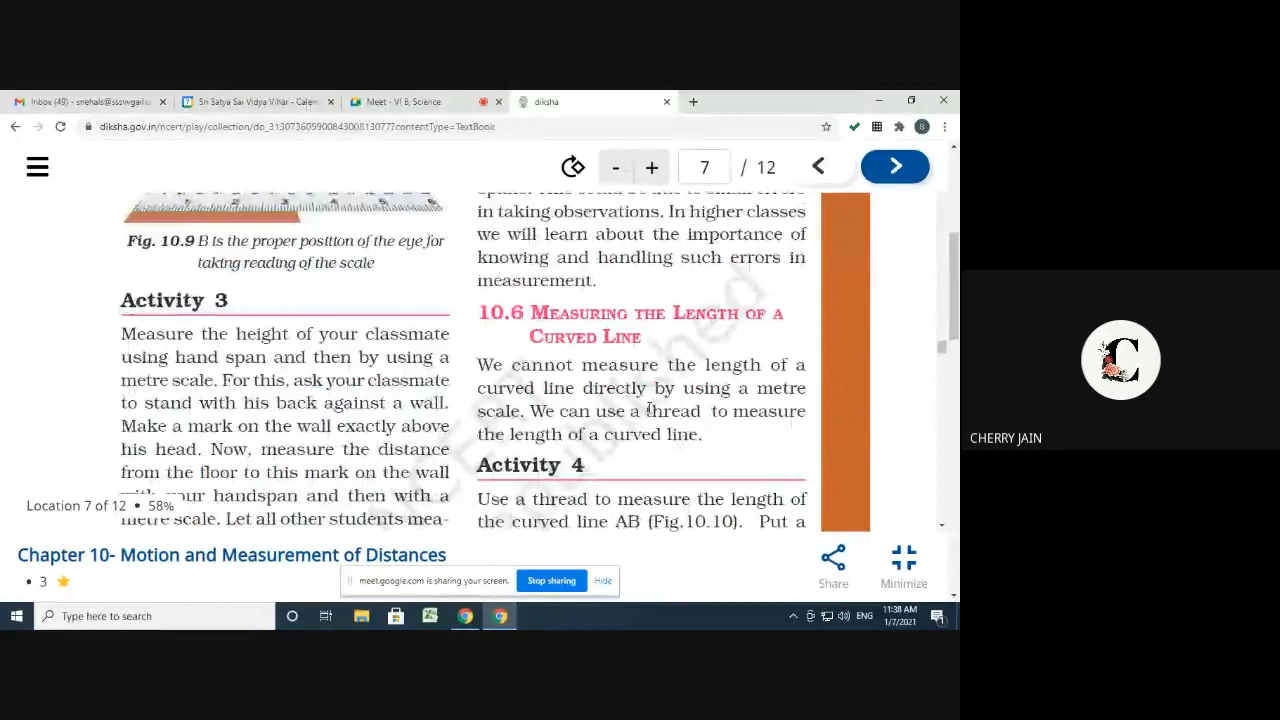 Inbox (49) - snehals@sssvvgail.c
Sri Satya Sai Vidya Vihar - Calen
Meet - VI B, Science
diksha
diksha.gov.in/ncert/play/collection/do_31307360990084300813077?contentType=TextBook
7 / 12
in taking observations. In higher classes
we will learn about the importance of
knowing and handling such errors in
measurement.
Fig. 10.9 B is the proper position of the eye for
taking reading of the scale
Activity 3
Measure the height of your classmate
using hand span and then by using a
metre scale. For this, ask your classmate
to stand with his back against a wall.
Make a mark on the wall exactly above
his head. Now, measure the distance
from the floor to this mark on the wall
with your handspan and then with a
metre scale. Let all other students mea-
10.6 Measuring the Length of a
Curved Line
We cannot measure the length of a
curved line directly by using a metre
scale. We can use a thread to measure
the length of a curved line.
Activity 4
Use a thread to measure the length of
the curved line AB (Fig.10.10). Put a
NCERT
Location 7 of 12 • 58%
Chapter 10- Motion and Measurement of Distances
• 3
Share
Minimize
meet.google.com is sharing your screen.
Stop sharing
Hide
Type here to search
ENG
11:38 AM
1/7/2021
C
CHERRY JAIN